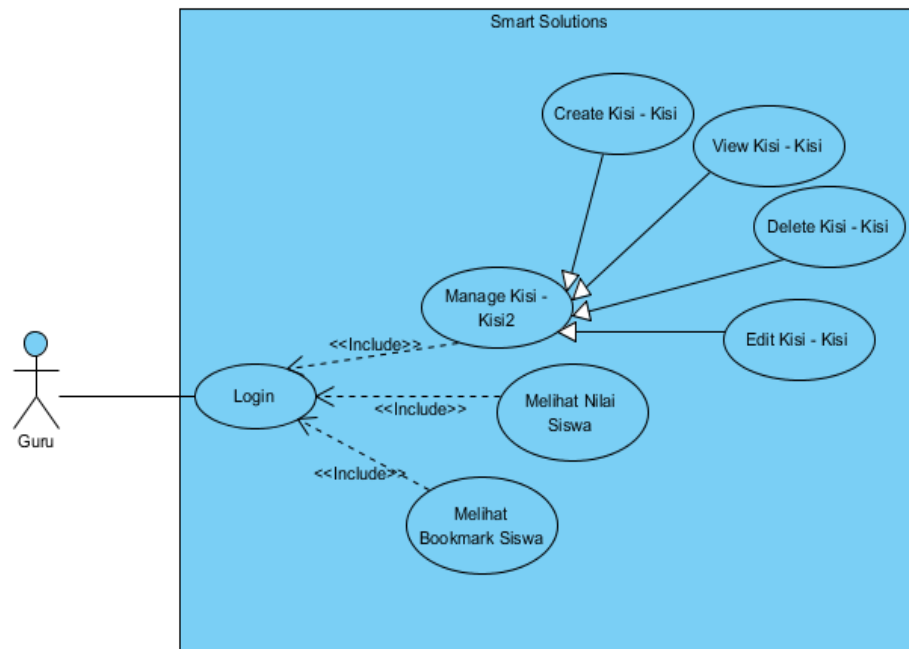 Smart Solutions
Create Kisi - Kisi
View Kisi - Kisi
Delete Kisi - Kisi
Manage Kisi -
Kisi2
Edit Kisi - Kisi
<<Include>>
Login
Melihat Nilai
Siswa
<<Include>>
Guru
<<Include>>
Melihat
Bookmark Siswa